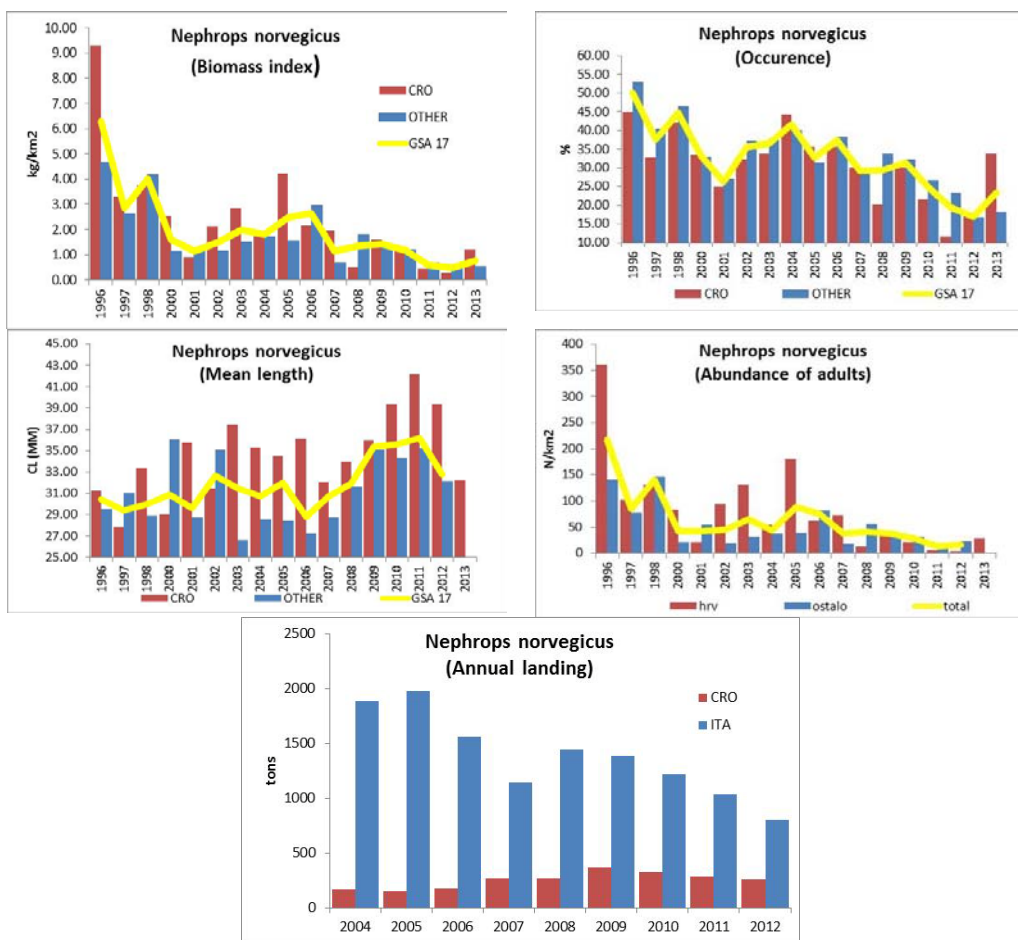 Nephrops norvegicus
(Biomass index)
kg/km2
10.00
9.00
8.00
7.00
6.00
5.00
4.00
3.00
2.00
1.00
0.00
CRO
OTHER
GSA 17
1996 1997 1998 2000 2001 2002 2003 2004 2005 2006 2007 2008 2009 2010 2011 2012 2013
Nephrops norvegicus
(Occurence)
%
60.00
55.00
50.00
45.00
40.00
35.00
30.00
25.00
20.00
15.00
10.00
1996 1997 1998 2000 2001 2002 2003 2004 2005 2006 2007 2008 2009 2010 2011 2012 2013
CRO OTHER GSA 17
Nephrops norvegicus
(Mean length)
CL (MM)
45.00
43.00
41.00
39.00
37.00
35.00
33.00
31.00
29.00
27.00
25.00
1996 1997 1998 2000 2001 2002 2003 2004 2005 2006 2007 2008 2009 2010 2011 2012 2013
CRO OTHER GSA 17
Nephrops norvegicus
(Abundance of adults)
N/km2
400
350
300
250
200
150
100
50
0
1996 1997 1998 2000 2001 2002 2003 2004 2005 2006 2007 2008 2009 2010 2011 2012 2013
hrv ostalo total
Nephrops norvegicus
(Annual landing)
tons
2500
2000
1500
1000
500
0
CRO
ITA
2004 2005 2006 2007 2008 2009 2010 2011 2012